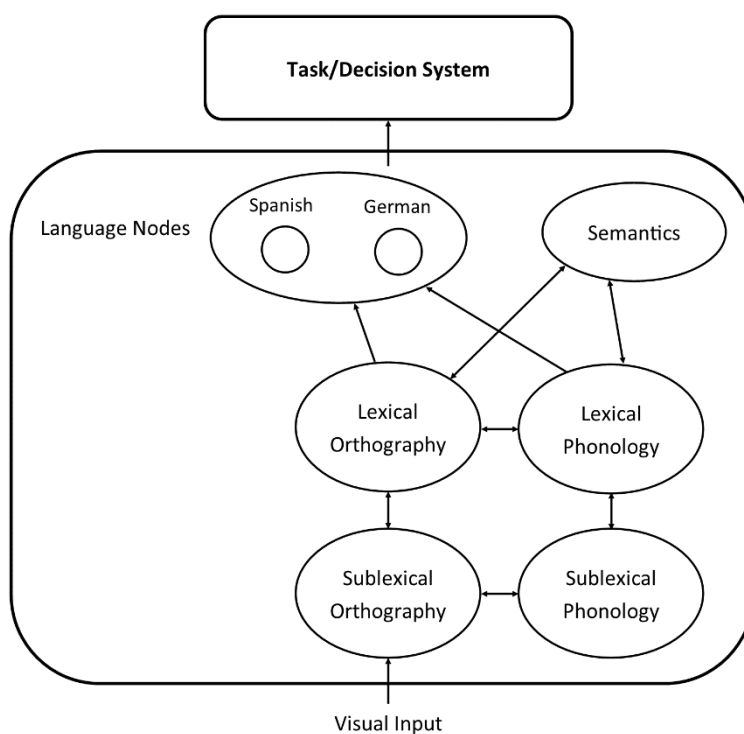 Task/Decision System
Spanish
German
Language Nodes
Semantics
Lexical
Orthography
Lexical
Phonology
Sublexical
Orthography
Sublexical
Phonology
Visual Input